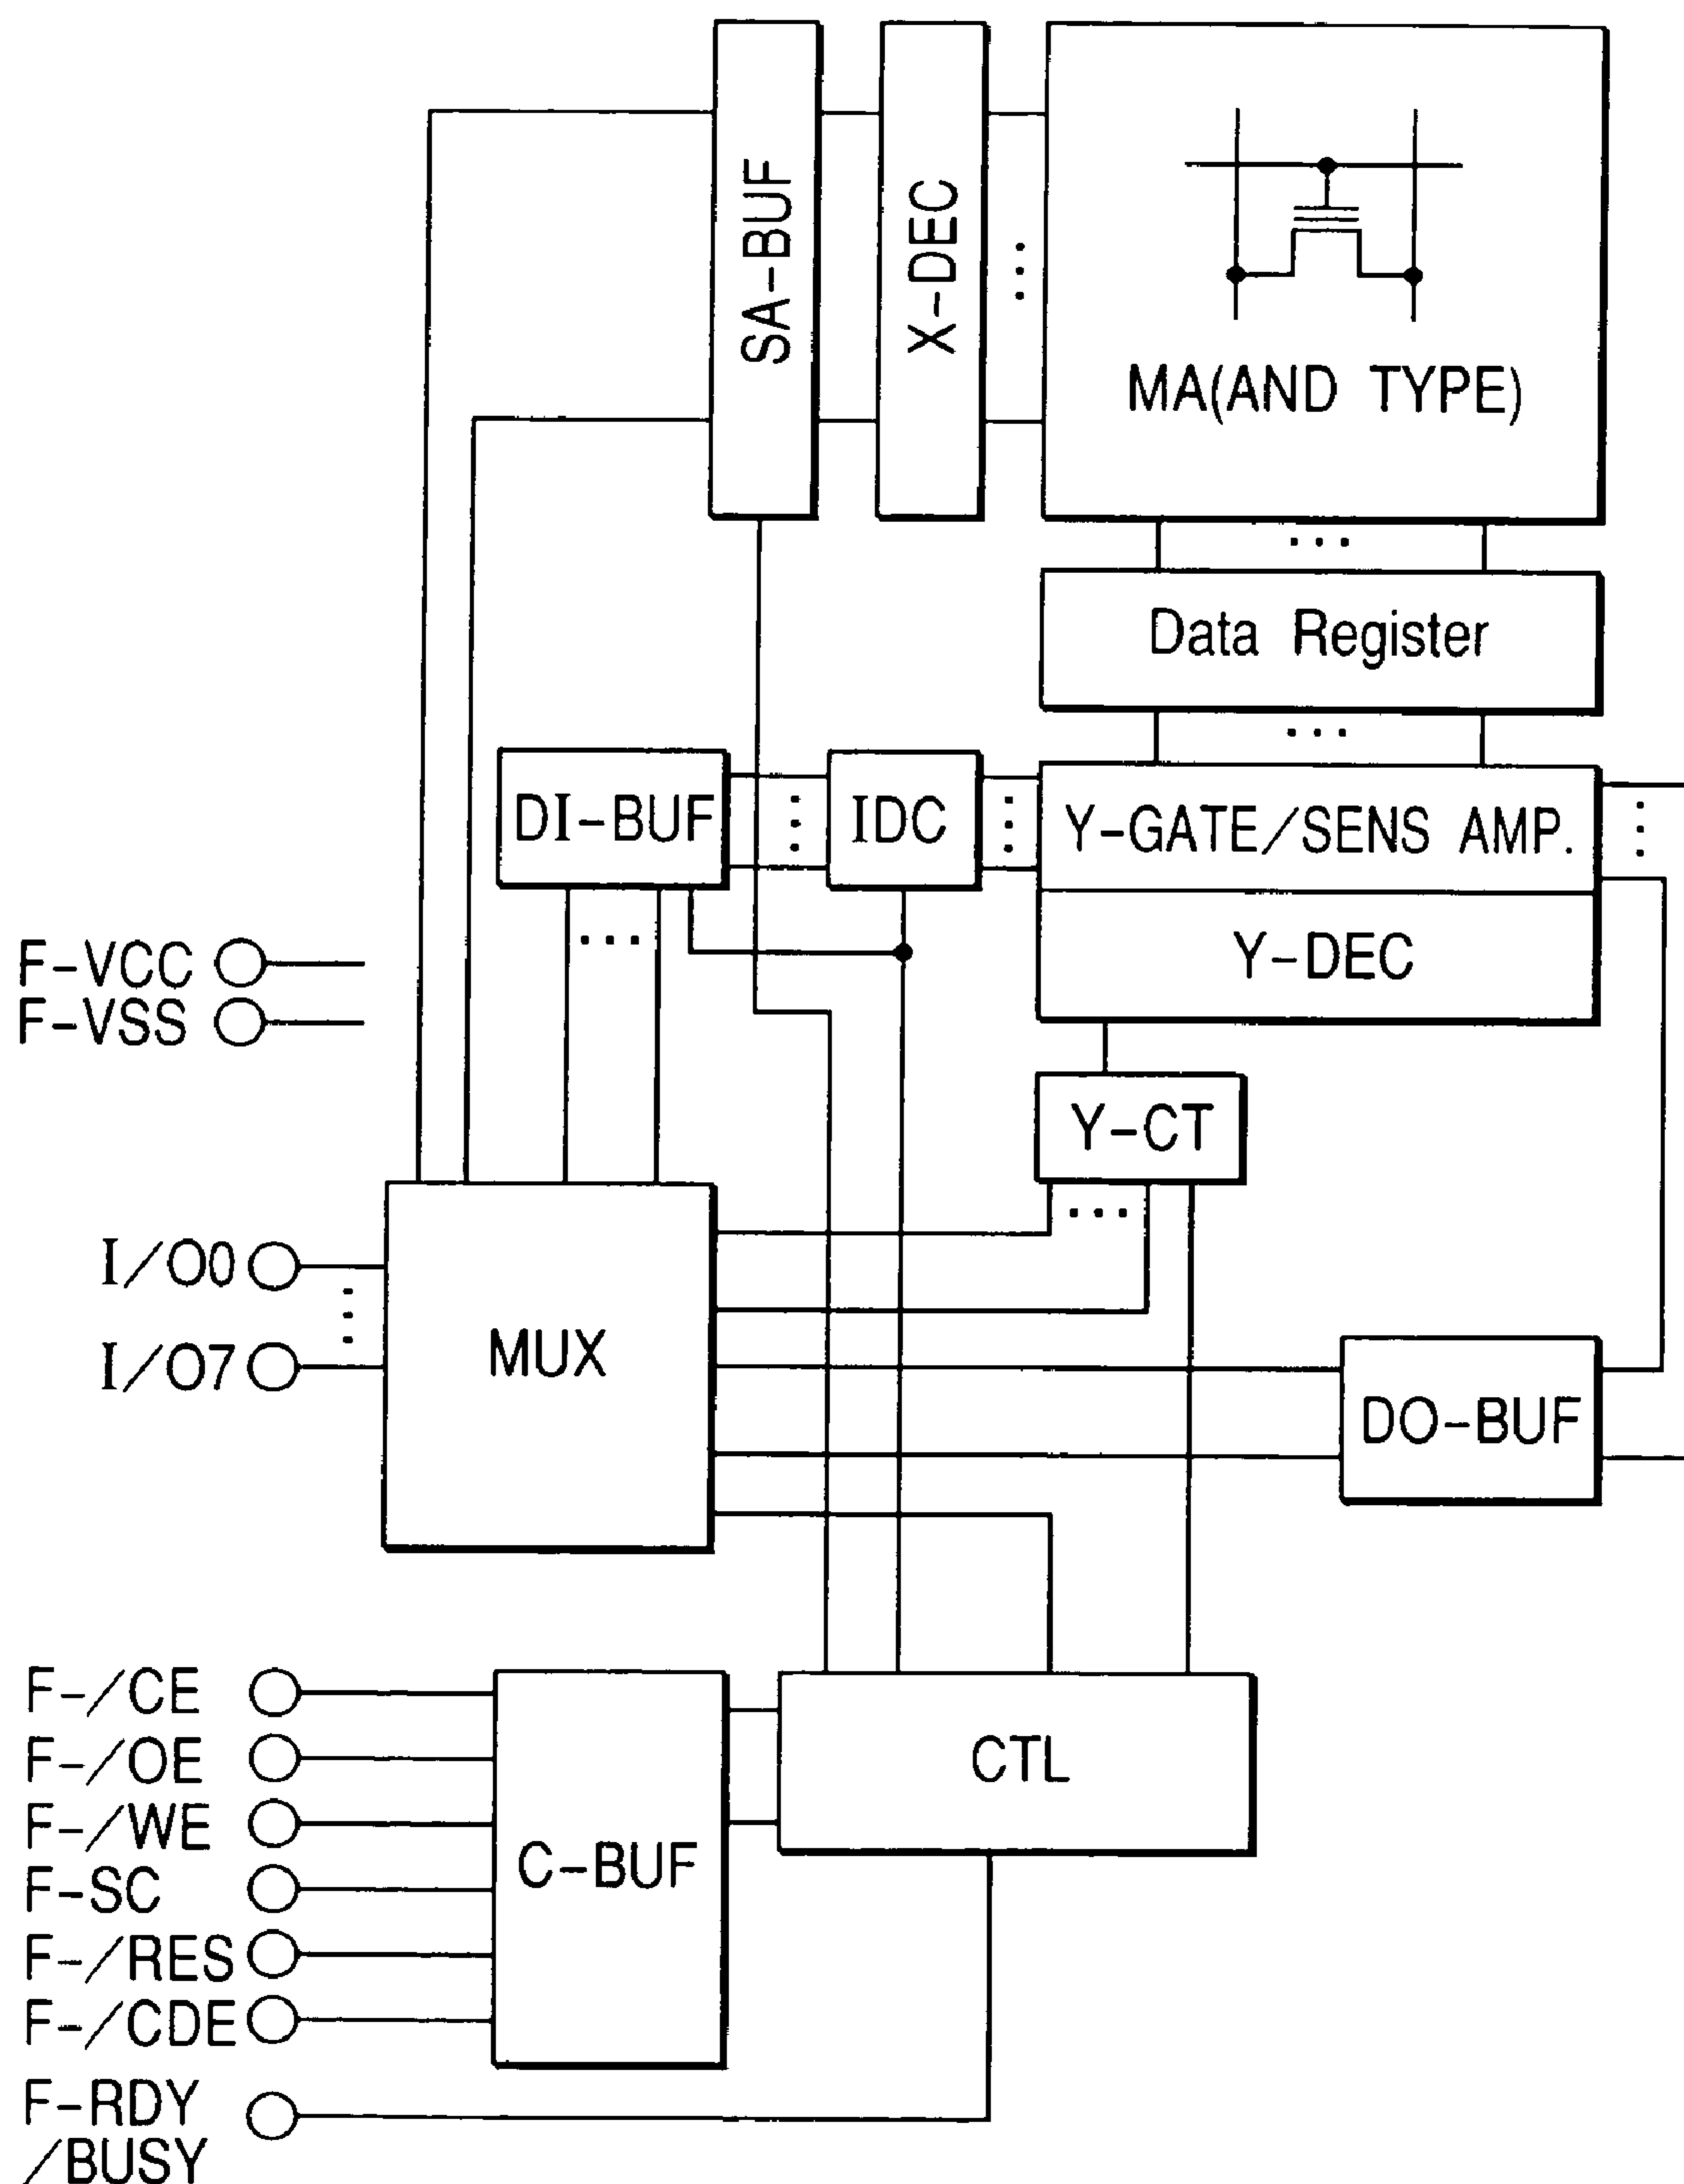 SA-BUF
X-DEC
MA(AND TYPE)
Data Register
DI-BUF
IDC
Y-GATE/SENS AMP.
Y-DEC
F-VCC
F-VSS
Y-CT
I/O0
I/O7
MUX
DO-BUF
F-/CE
F-/OE
F-/WE
F-SC
F-/RES
F-/CDE
F-RDY
/BUSY
C-BUF
CTL